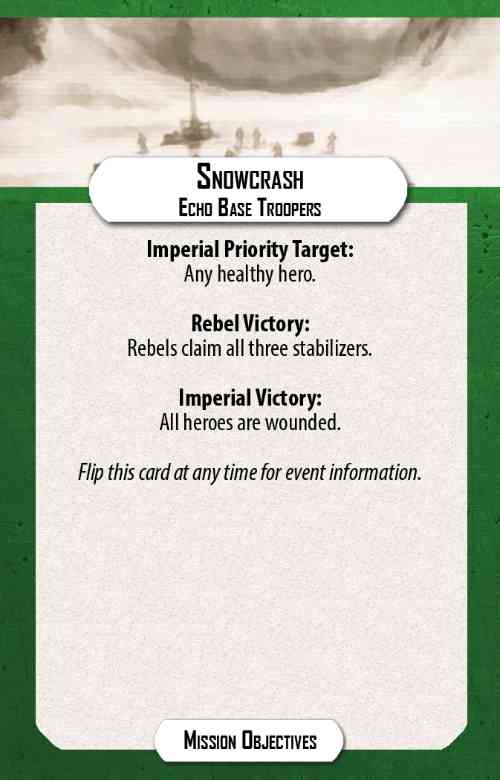 Snowcrash
Echo Base Troopers
Imperial Priority Target:
Any healthy hero.
Rebel Victory:
Rebels claim all three stabilizers.
Imperial Victory:
All heroes are wounded.
Flip this card at any time for event information.
Mission Objectives